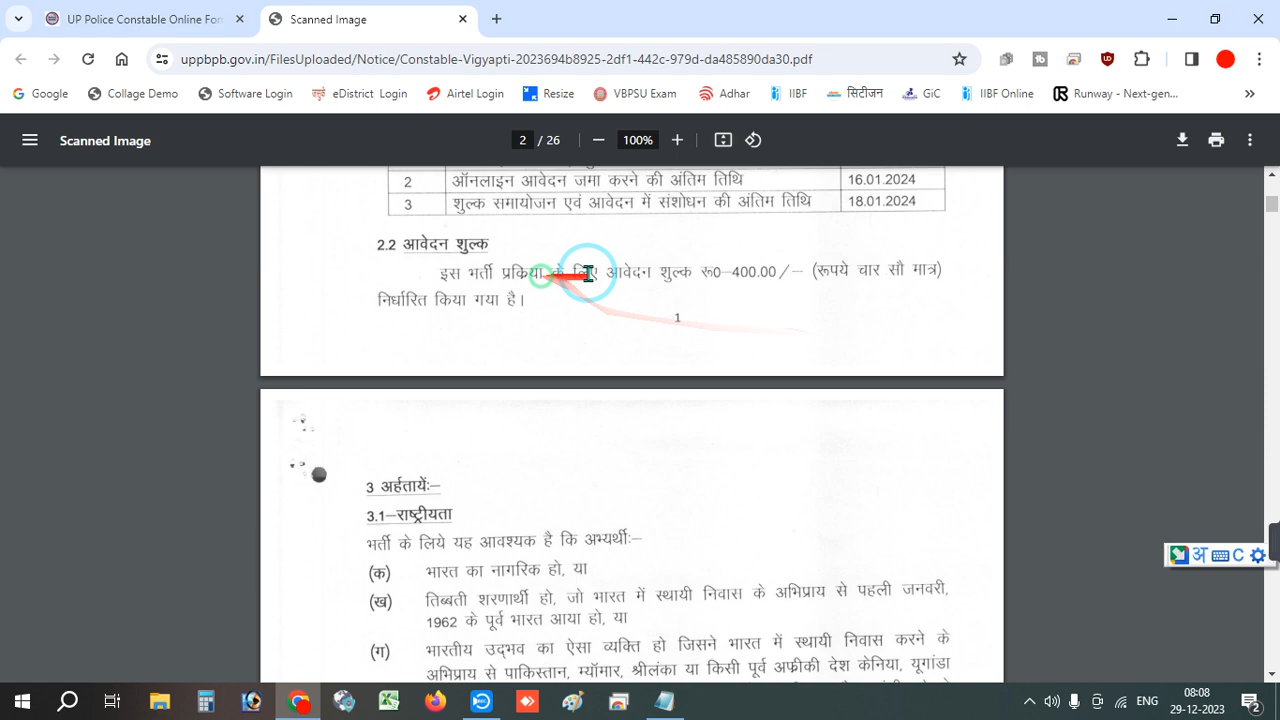 UP Police Constable Online Fon
Scanned Image
uppbpb.gov.in/FilesUploaded/Notice/Constable-Vigyapti-2023694b8925-2df1-442c-979d-da485890da30.pdf
Google
Collage Demo
Software Login
eDistrict Login
Airtel Login
Resize
VBPSU Exam
Adhar
IIBF
सिटीजन
GiC
IIBF Online
Runway - Next-gen...
Scanned Image
2 / 26
100%
2 ऑनलाइन आवेदन जमा करने की अंतिम तिथि 16.01.2024
3 शुल्क समायोजन एवं आवेदन में संशोधन की अंतिम तिथि 18.01.2024
2.2 आवेदन शुल्क
इस भर्ती प्रकिया के लिए आवेदन शुल्क रू0-400.00/- (रूपये चार सौ मात्र)
निर्धारित किया गया है।
1
3 अर्हतायें:-
3.1-राष्ट्रीयता
भर्ती के लिये यह आवश्यक है कि अभ्यर्थी:-
(क) भारत का नागरिक हो, या
(ख) तिब्बती शरणार्थी हो, जो भारत में स्थायी निवास के अभिप्राय से पहली जनवरी,
1962 के पूर्व भारत आया हो, या
(ग) भारतीय उद्भव का ऐसा व्यक्ति हो जिसने भारत में स्थायी निवास करने के
अभिप्राय से पाकिस्तान, म्यॉमार, श्रीलंका या किसी पूर्व अफ्रीकी देश केनिया, यूगांडा
अ C
ENG
08:08
29-12-2023
2